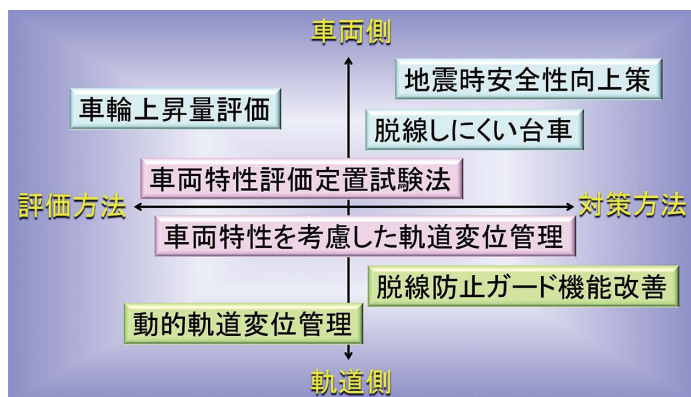 車両側
地震時安全性向上策
車輪上昇量評価
脱線しにくい台車
車両特性評価定置試験法
評価方法
対策方法
車両特性を考慮した軌道変位管理
脱線防止ガード機能改善
動的軌道変位管理
軌道側